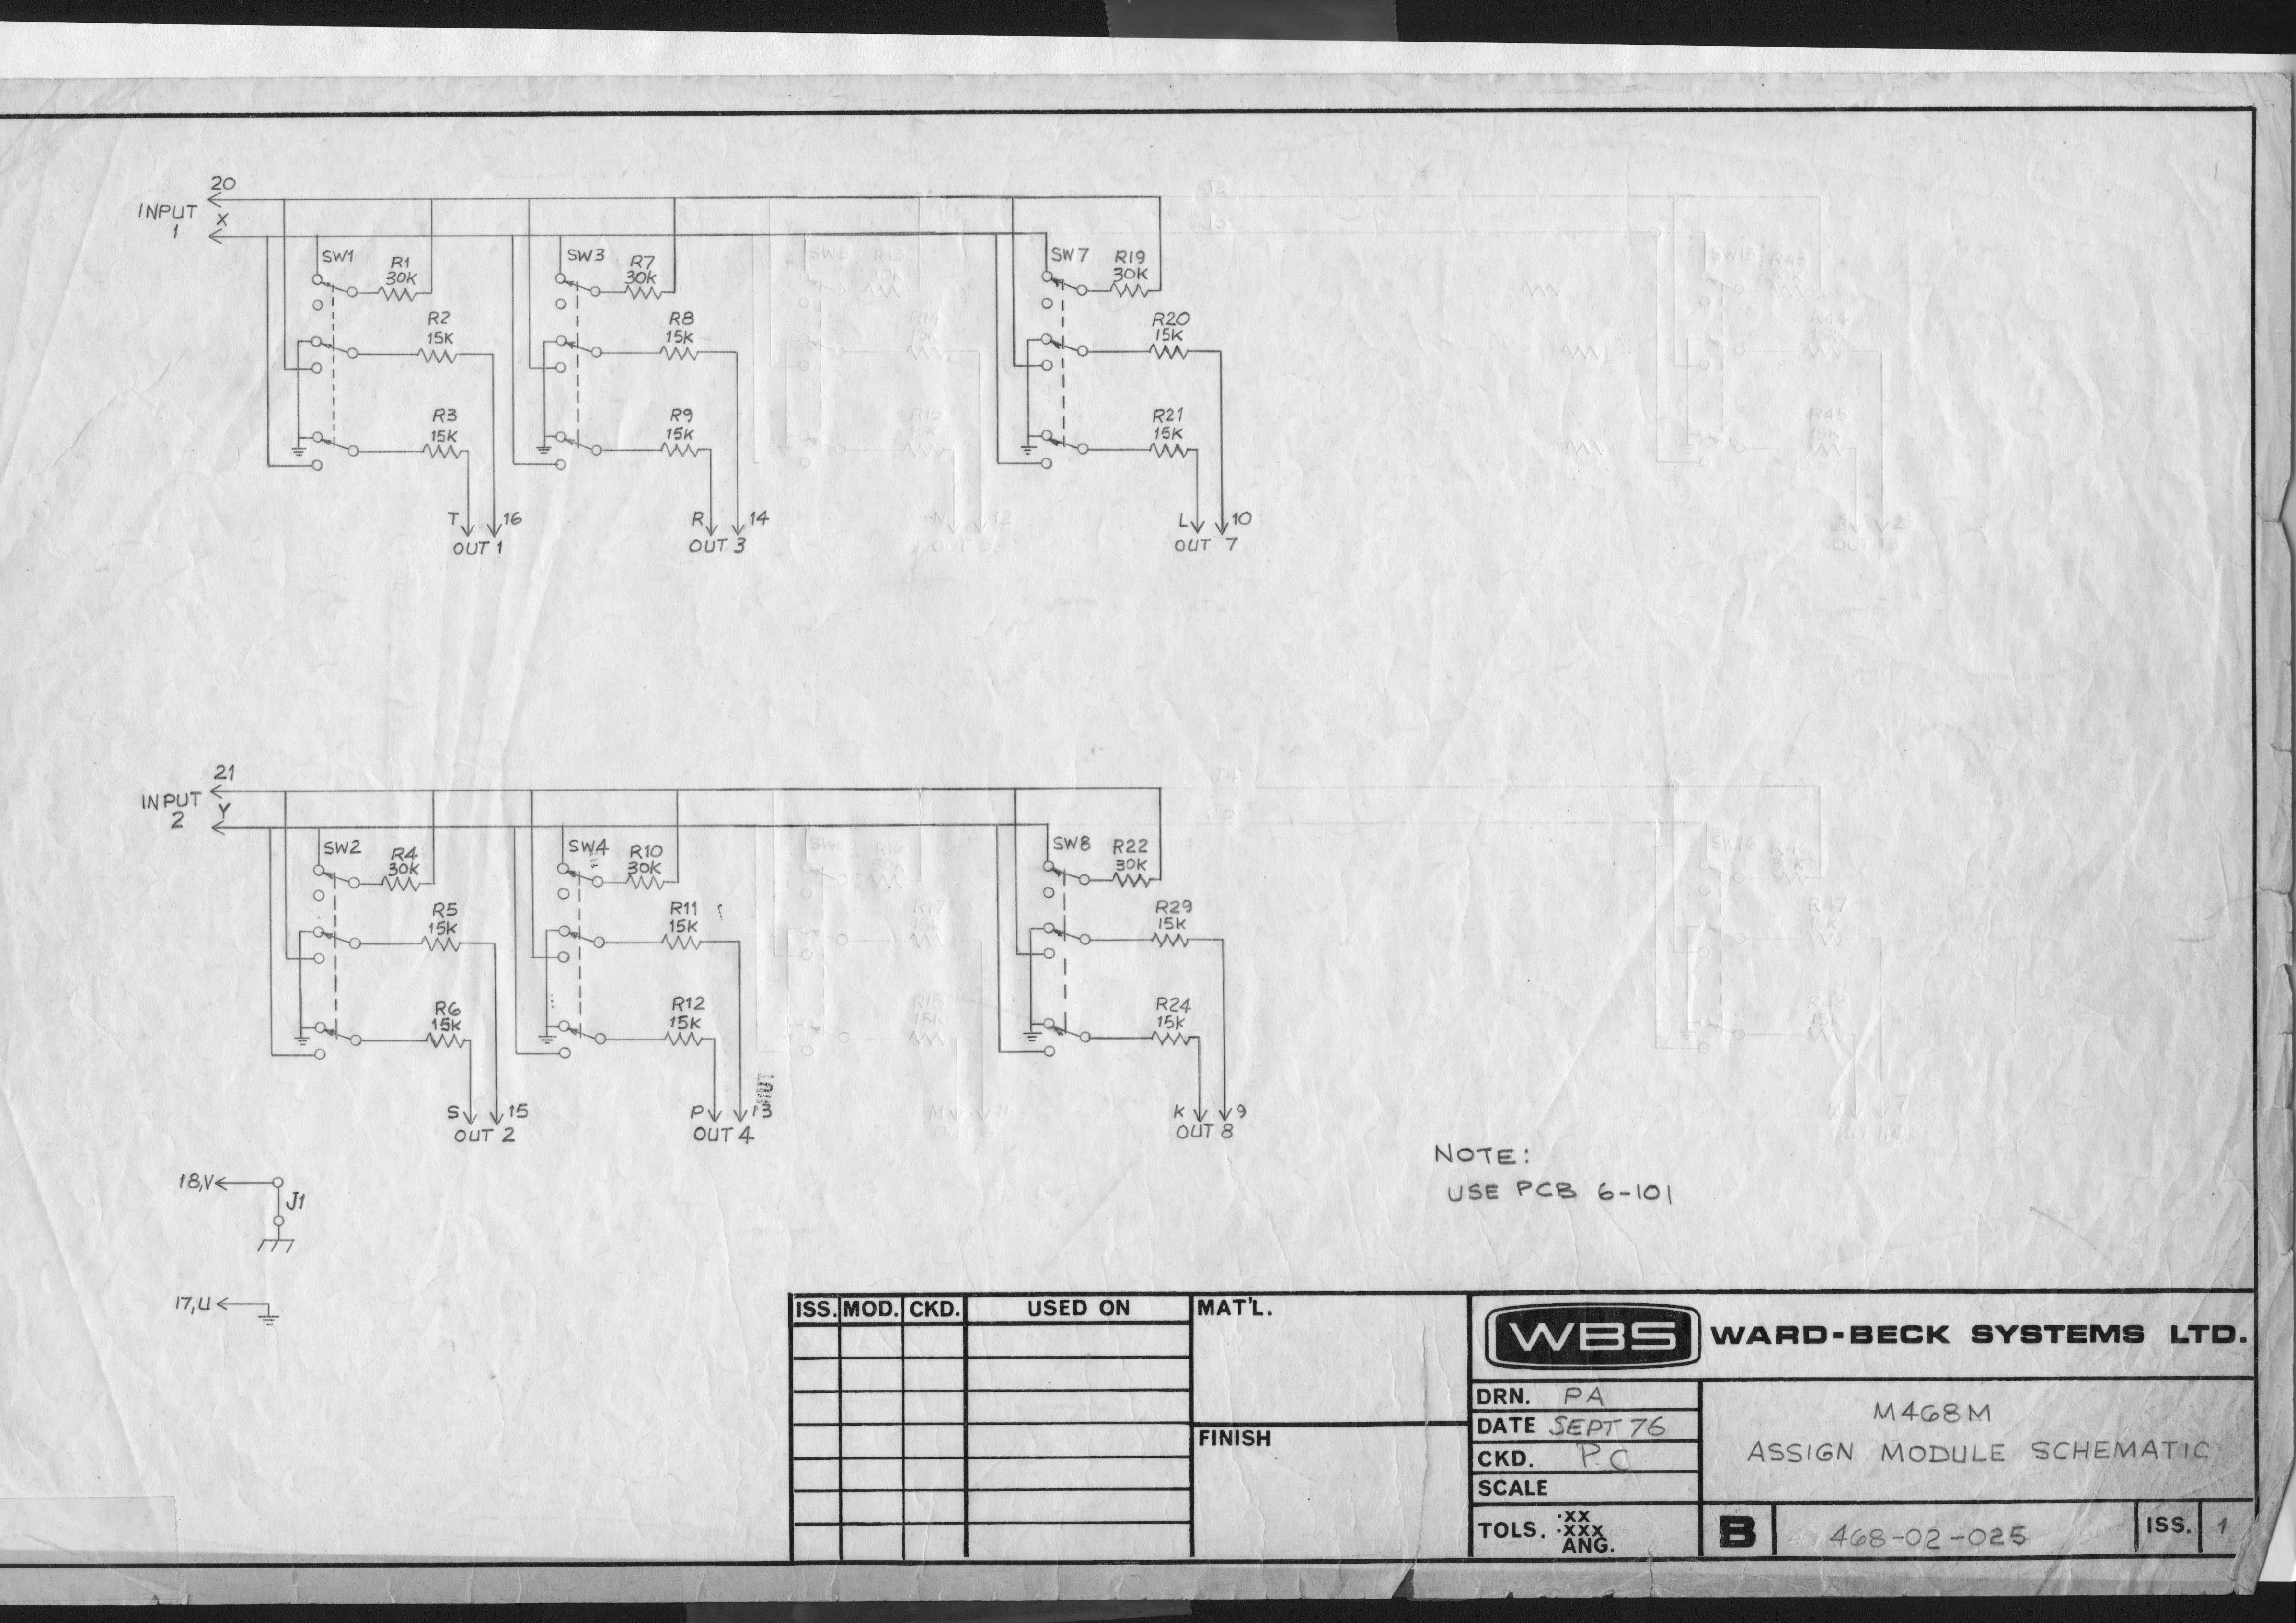 20
INPUT
1
X
SW1
R1
30K
R2
15K
R3
15K
T
16
OUT 1
SW3
R7
30K
R8
15K
R9
15K
R
14
OUT 3
SW7
R19
30K
R20
15K
R21
15K
L
10
OUT 7
21
INPUT
2
Y
SW2
R4
30K
R5
15K
R6
15K
S
15
OUT 2
SW4
R10
30K
R11
15K
R12
15K
P
13
OUT 4
SW8
R22
30K
R29
15K
R24
15K
K
9
OUT 8
18,V
J1
17,U
NOTE:
USE PCB 6-101
ISS. MOD. CKD. USED ON
MAT'L.
FINISH
WBS WARD-BECK SYSTEMS LTD.
DRN. PA
DATE SEPT 76
CKD. P.C
SCALE
TOLS. .XX
.XXX
ANG.
M468M
ASSIGN MODULE SCHEMATIC
B 468-02-025 ISS. 1